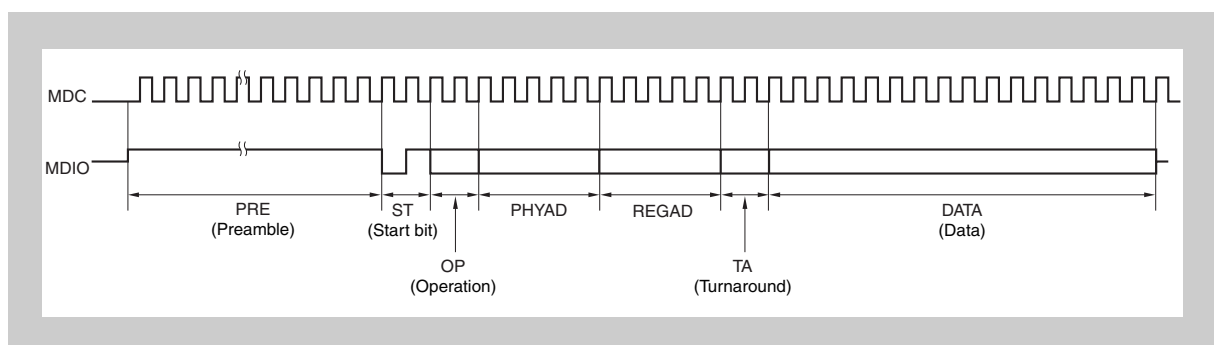 MDC
MDIO
PRE
(Preamble)
ST
(Start bit)
PHYAD
REGAD
DATA
(Data)
OP
(Operation)
TA
(Turnaround)